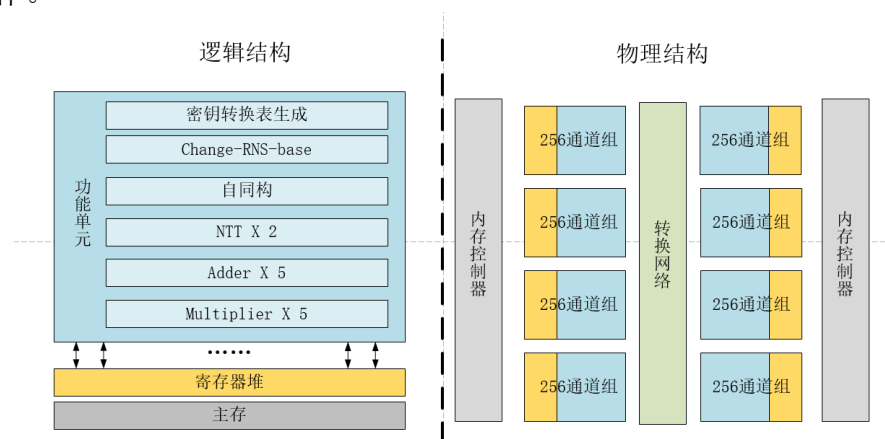 逻辑结构
密钥转换表生成
Change-RNS-base
自同构
NTT X 2
Adder X 5
Multiplier X 5
功能单元
......
寄存器堆
主存
物理结构
内存控制器
256通道组
256通道组
256通道组
256通道组
转换网络
256通道组
256通道组
256通道组
256通道组
内存控制器